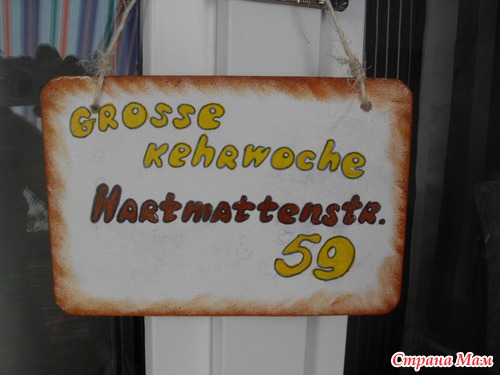 GROSSE
KEHRWOCHE
HARTMATTENSTR.
59
Страна Мам